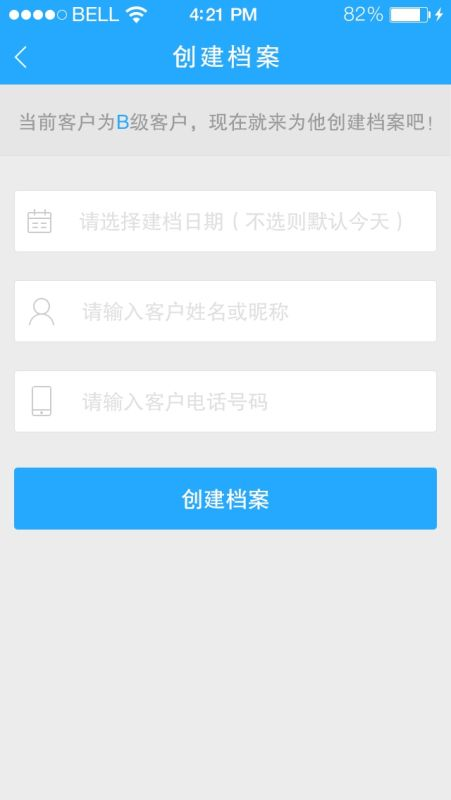 BELL 4:21 PM 82%
创建档案
当前客户为B级客户，现在就来为他创建档案吧！
请选择建档日期（不选则默认今天）
请输入客户姓名或昵称
请输入客户电话号码
创建档案